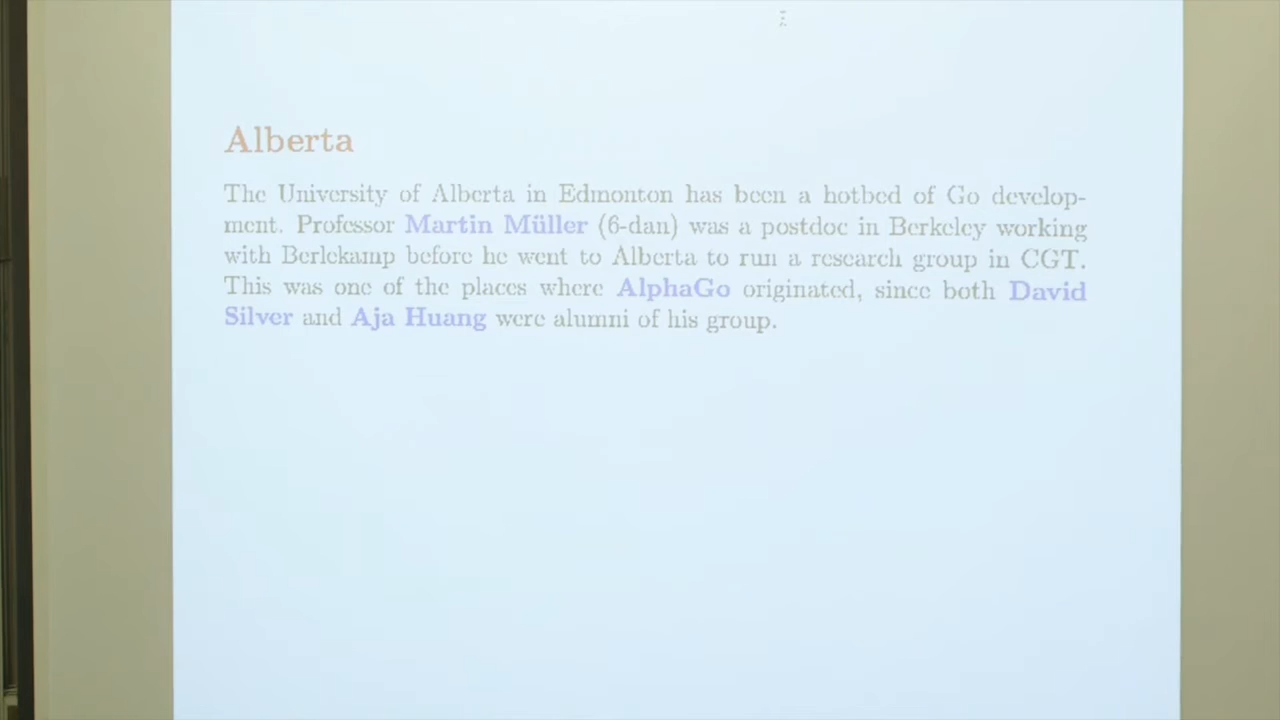 Alberta
The University of Alberta in Edmonton has been a hotbed of Go develop-
ment. Professor Martin Müller (6-dan) was a postdoc in Berkeley working
with Berlekamp before he went to Alberta to run a research group in CGT.
This was one of the places where AlphaGo originated, since both David
Silver and Aja Huang were alumni of his group.